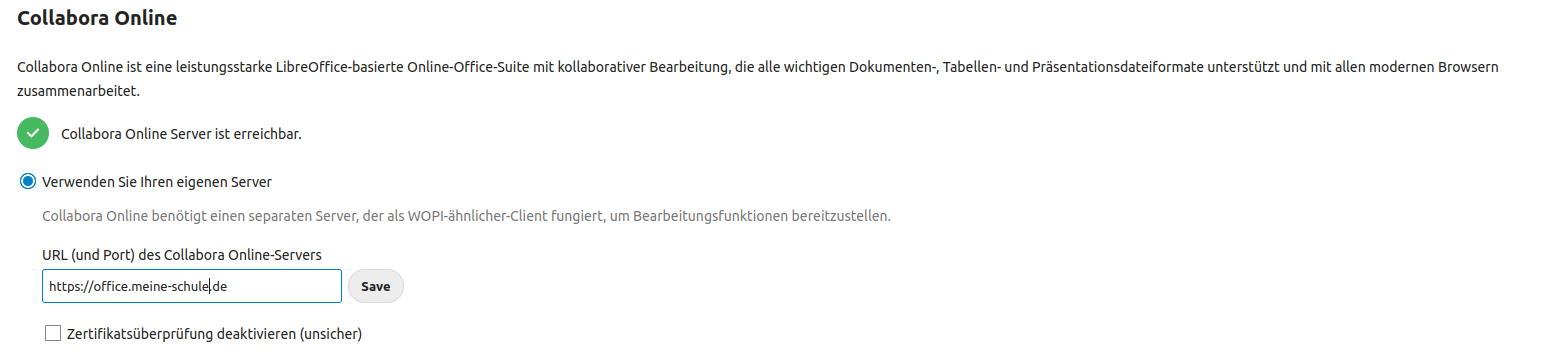 Collabora Online
Collabora Online ist eine leistungsstarke LibreOffice-basierte Online-Office-Suite mit kollaborativer Bearbeitung, die alle wichtigen Dokumenten-, Tabellen- und Präsentationsdateiformate unterstützt und mit allen modernen Browsern
zusammenarbeitet.
Collabora Online Server ist erreichbar.
Verwenden Sie Ihren eigenen Server
Collabora Online benötigt einen separaten Server, der als WOPI-ähnlicher-Client fungiert, um Bearbeitungsfunktionen bereitzustellen.
URL (und Port) des Collabora Online-Servers
https://office.meine-schule.de Save
Zertifikatsüberprüfung deaktivieren (unsicher)